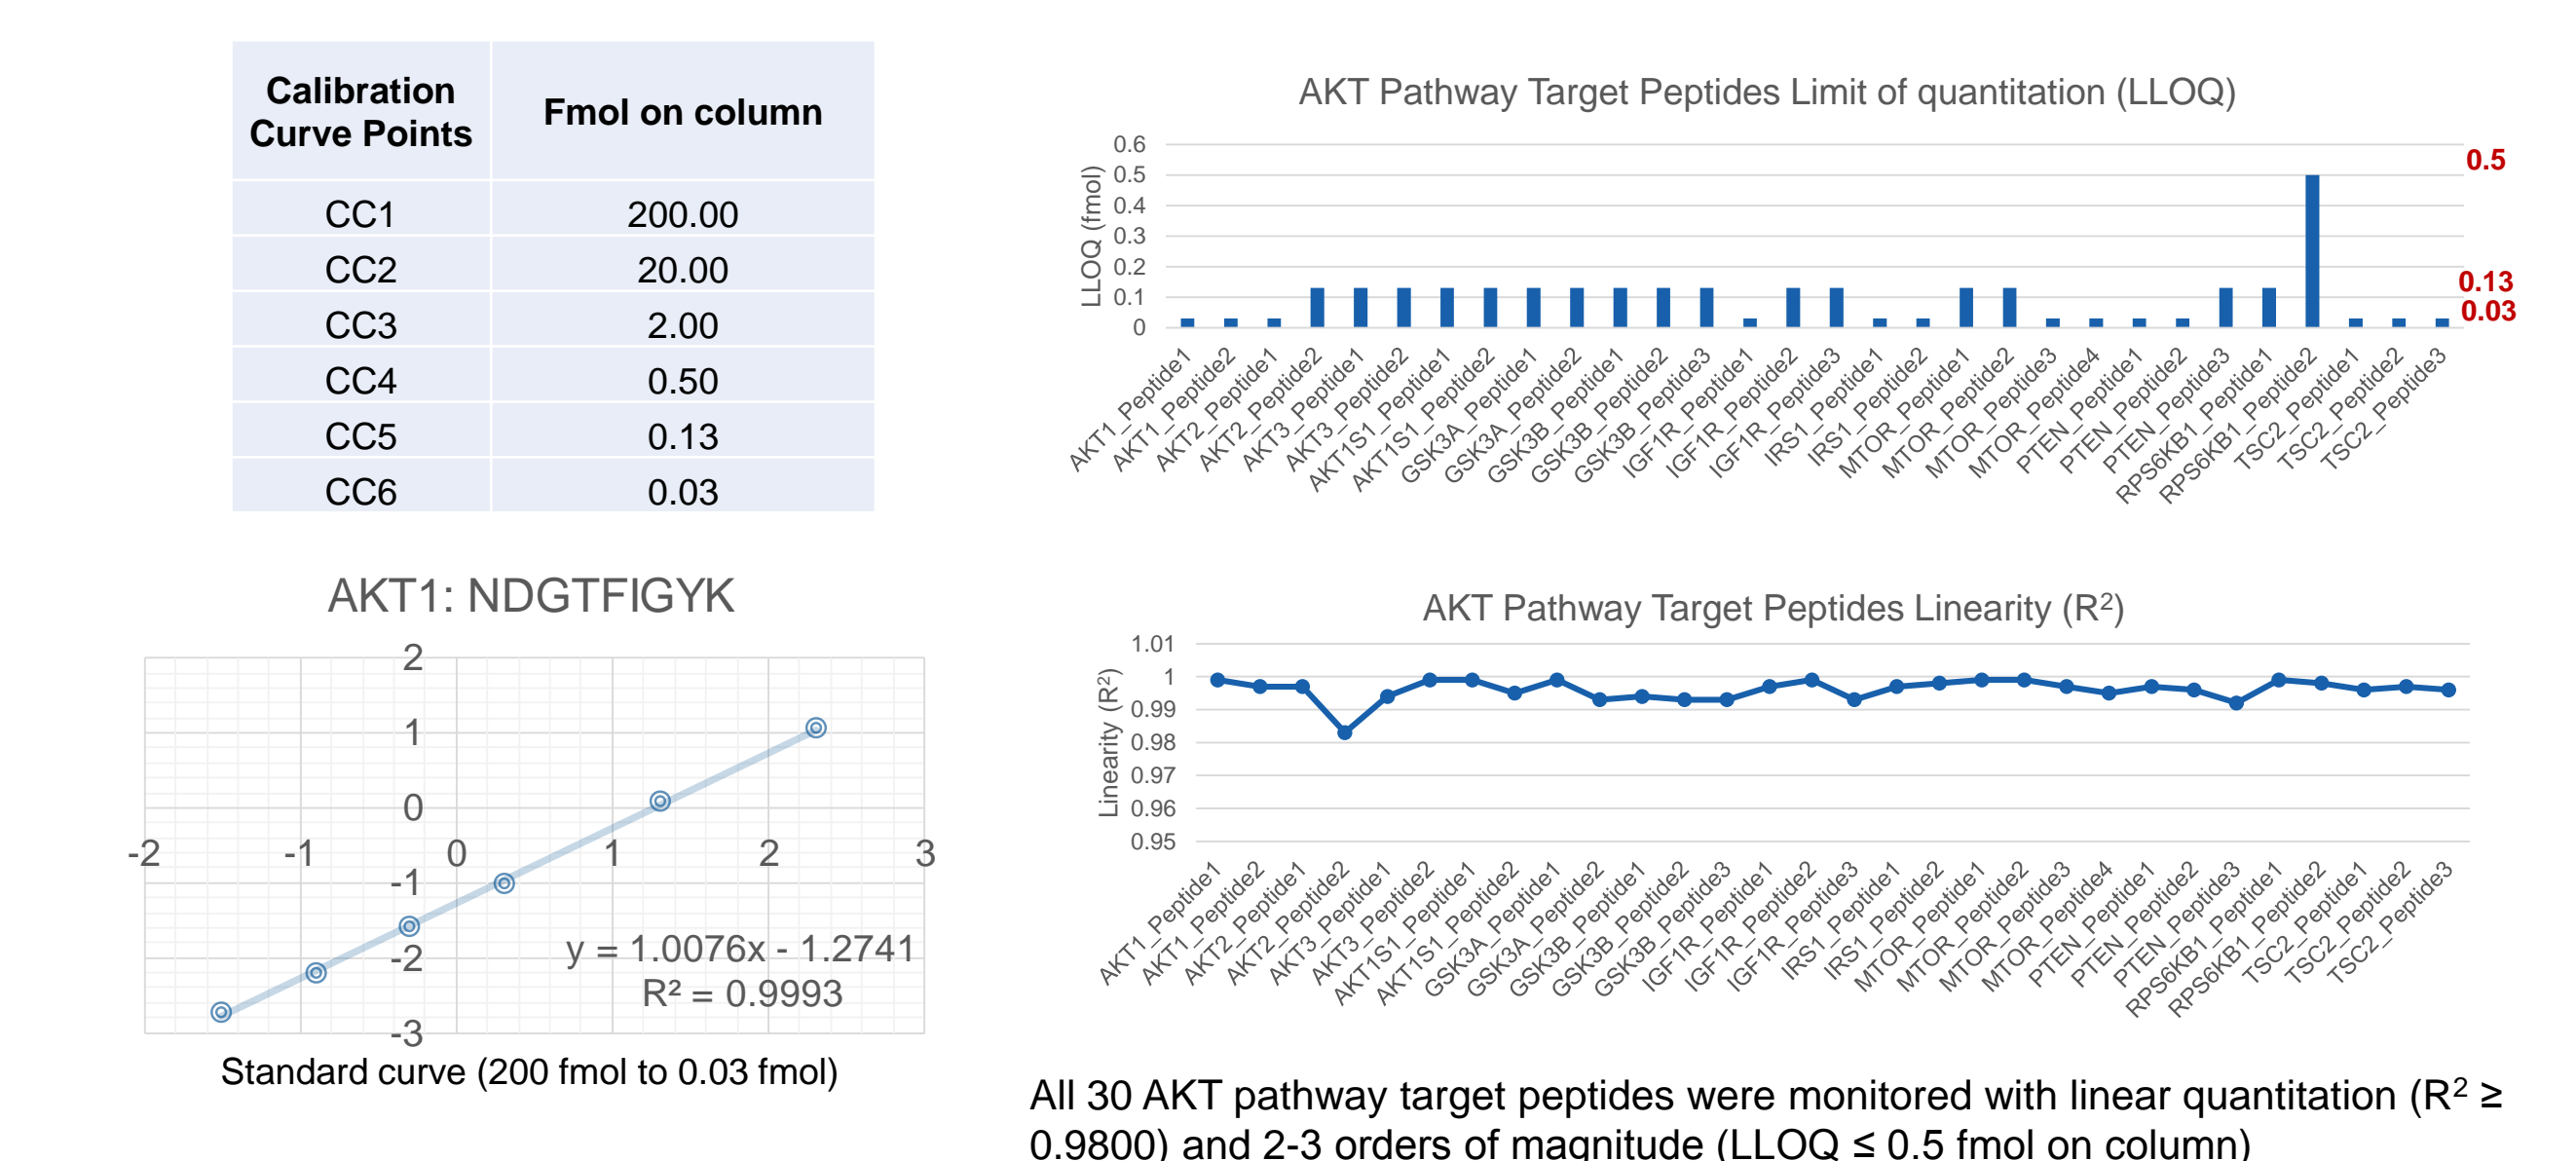 Calibration
Curve Points
Fmol on column
CC1 200.00
CC2 20.00
CC3 2.00
CC4 0.50
CC5 0.13
CC6 0.03
AKT Pathway Target Peptides Limit of quantitation (LLOQ)
LLOQ (fmol)
0.6
0.5
0.4
0.3
0.2
0.1
0
0.5
0.13
0.03
AKT1_Peptide1
AKT1_Peptide2
AKT2_Peptide1
AKT2_Peptide2
AKT3_Peptide1
AKT3_Peptide2
AKT1S1_Peptide1
AKT1S1_Peptide2
GSK3A_Peptide1
GSK3A_Peptide2
GSK3B_Peptide1
GSK3B_Peptide2
GSK3B_Peptide3
IGF1R_Peptide1
IGF1R_Peptide2
IGF1R_Peptide3
IRS1_Peptide1
IRS1_Peptide2
MTOR_Peptide1
MTOR_Peptide2
MTOR_Peptide3
MTOR_Peptide4
PTEN_Peptide1
PTEN_Peptide2
PTEN_Peptide3
RPS6KB1_Peptide1
RPS6KB1_Peptide2
TSC2_Peptide1
TSC2_Peptide2
TSC2_Peptide3
AKT1: NDGTFIGYK
2
1
0
-1
-2
-3
-2 -1 0 1 2 3
y = 1.0076x - 1.2741
R² = 0.9993
Standard curve (200 fmol to 0.03 fmol)
AKT Pathway Target Peptides Linearity (R²)
Linearity (R²)
1.01
1
0.99
0.98
0.97
0.96
0.95
AKT1_Peptide1
AKT1_Peptide2
AKT2_Peptide1
AKT2_Peptide2
AKT3_Peptide1
AKT3_Peptide2
AKT1S1_Peptide1
AKT1S1_Peptide2
GSK3A_Peptide1
GSK3A_Peptide2
GSK3B_Peptide1
GSK3B_Peptide2
GSK3B_Peptide3
IGF1R_Peptide1
IGF1R_Peptide2
IGF1R_Peptide3
IRS1_Peptide1
IRS1_Peptide2
MTOR_Peptide1
MTOR_Peptide2
MTOR_Peptide3
MTOR_Peptide4
PTEN_Peptide1
PTEN_Peptide2
PTEN_Peptide3
RPS6KB1_Peptide1
RPS6KB1_Peptide2
TSC2_Peptide1
TSC2_Peptide2
TSC2_Peptide3
All 30 AKT pathway target peptides were monitored with linear quantitation (R² ≥
0.9800) and 2-3 orders of magnitude (LLOQ ≤ 0.5 fmol on column)